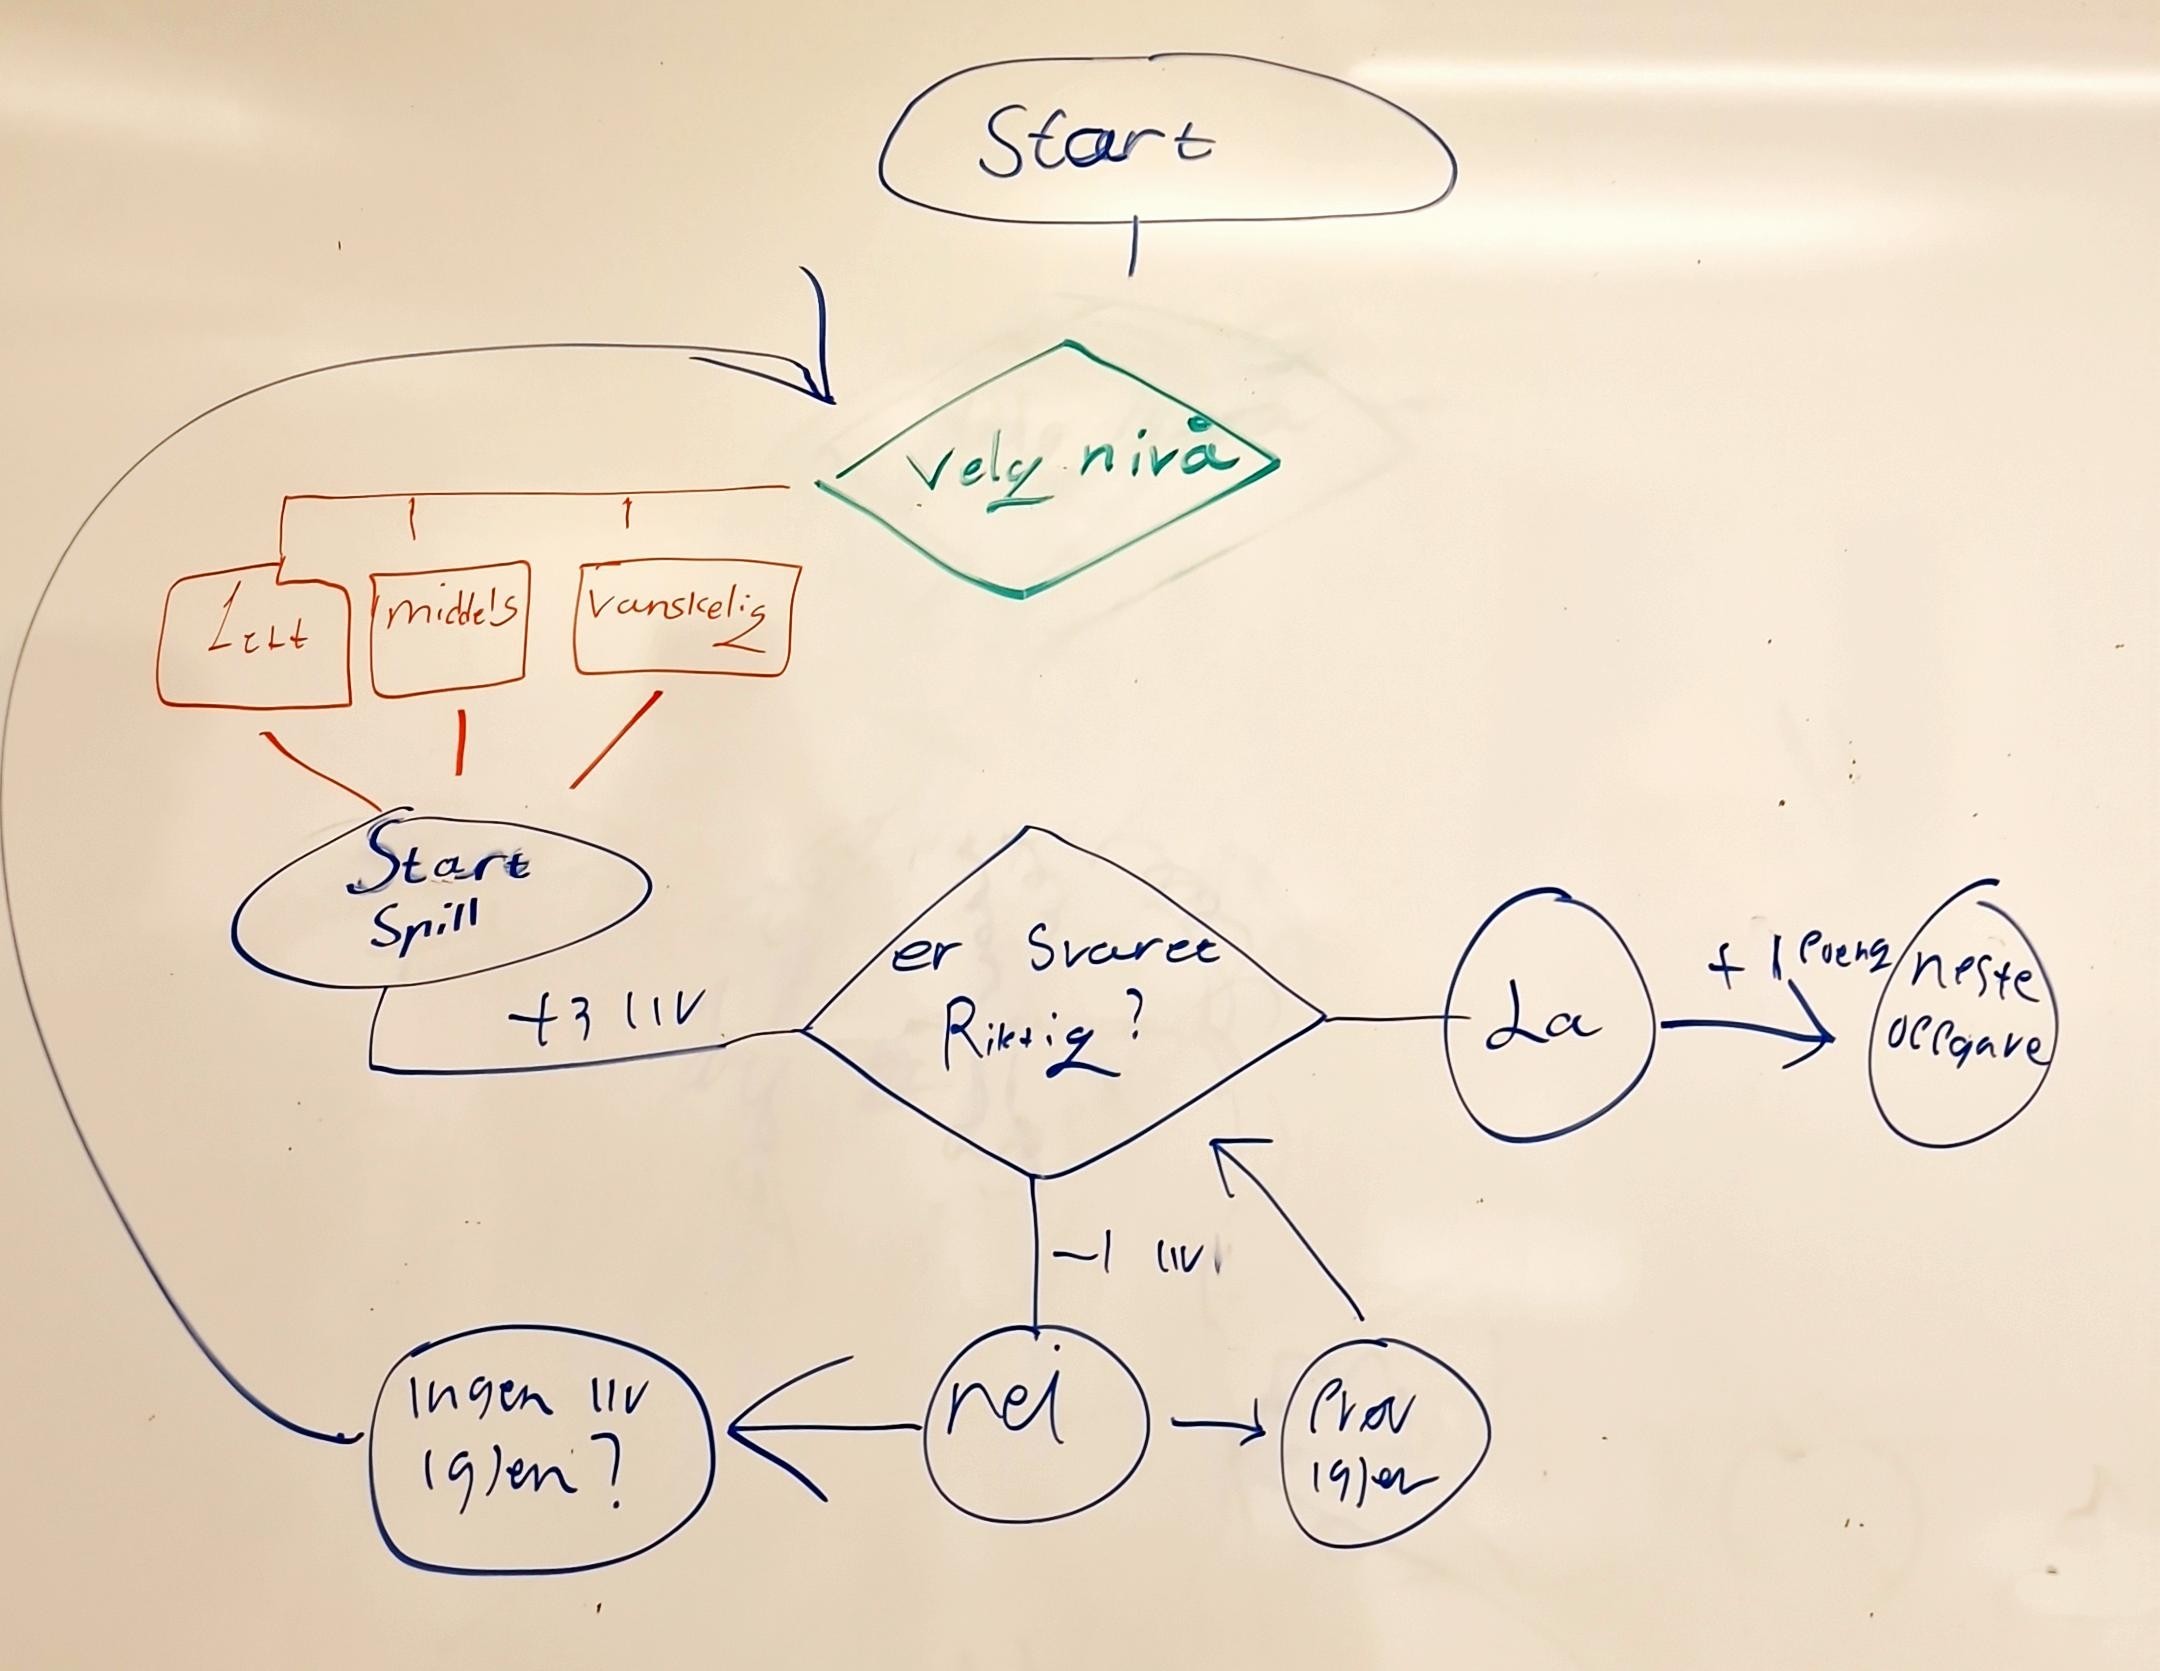 Start
Velg nivå
Lett
middels
Vanskelig
Start
Spill
+3 liv
er Svaret
Riktig?
Ja
+1 Poeng
neste
oppgave
-1 liv
nei
Prøv
igjen
Ingen liv
igjen?